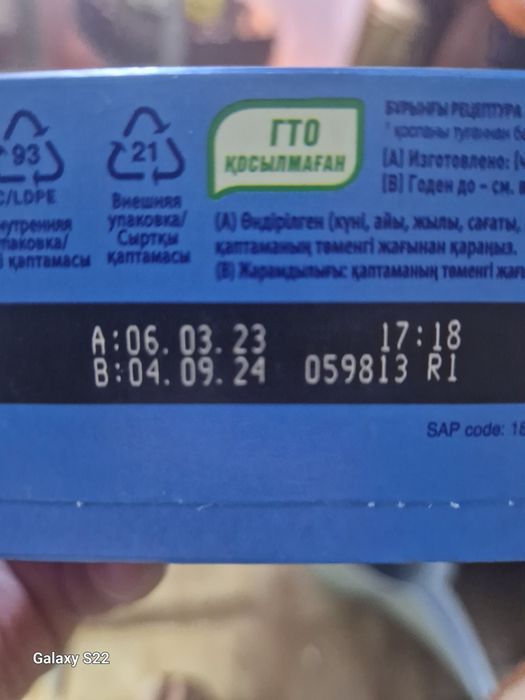 93
C/LDPE
21
Внешняя
упаковка/
Сыртқы
қаптамасы
упаковка/
қаптамасы
ГТО
ҚОСЫЛМАҒАН
БҰРЫНҒЫ РЕЦЕПТУРА
[A] Изготовлено:
[B] Годен до - см.
(А) Өндірілген (күні, айы, жылы, сағаты,
қаптаманың төменгі жағынан қараңыз.
(В) Жарамдылығы: қаптаманың төменгі
A:06.03.23 17:18
B:04.09.24 059813 R1
SAP code: 18
Galaxy S22